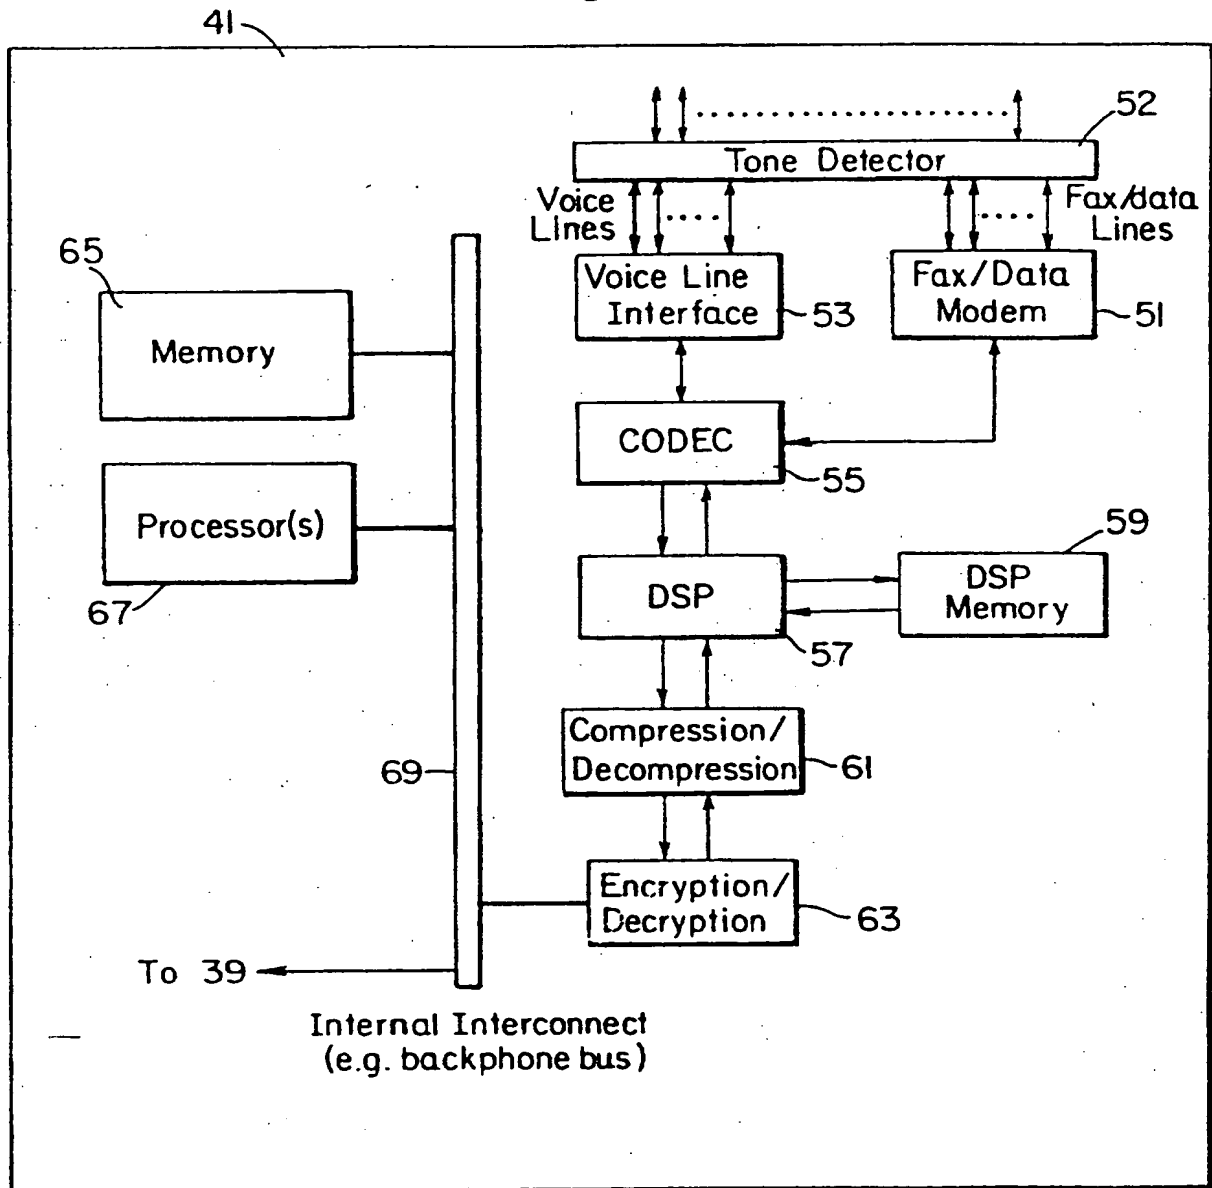 41
52
Tone Detector
Voice
Lines
Fax/data
Lines
65
Memory
Voice Line
Interface
53
Fax/Data
Modem
51
CODEC
55
Processor(s)
67
59
DSP
57
DSP
Memory
Compression/
Decompression
61
69
Encryption/
Decryption
63
To 39
Internal Interconnect
(e.g. backphone bus)